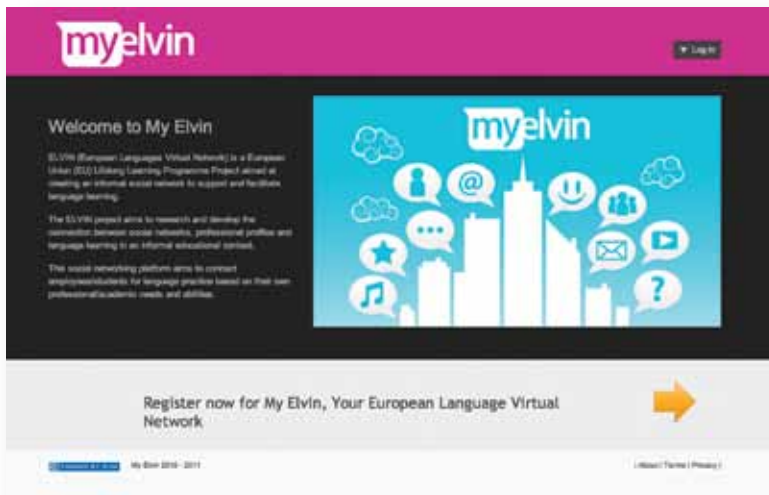 myelvin
Log in
Welcome to My Elvin
ELVIN (European Languages Virtual Network) is a European
Union (EU) Lifelong Learning Programme Project aimed at
creating an informal social network to support and facilitate
language learning.
The ELVIN project aims to research and develop the
connection between social networks, professional profiles and
language learning in an informal educational context.
This social networking platform aims to connect
employees/students for language practice based on their own
professional/academic needs and abilities.
myelvin
@
?
Register now for My Elvin, Your European Language Virtual
Network
My Elvin 2010 - 2011
| About | Terms | Privacy |